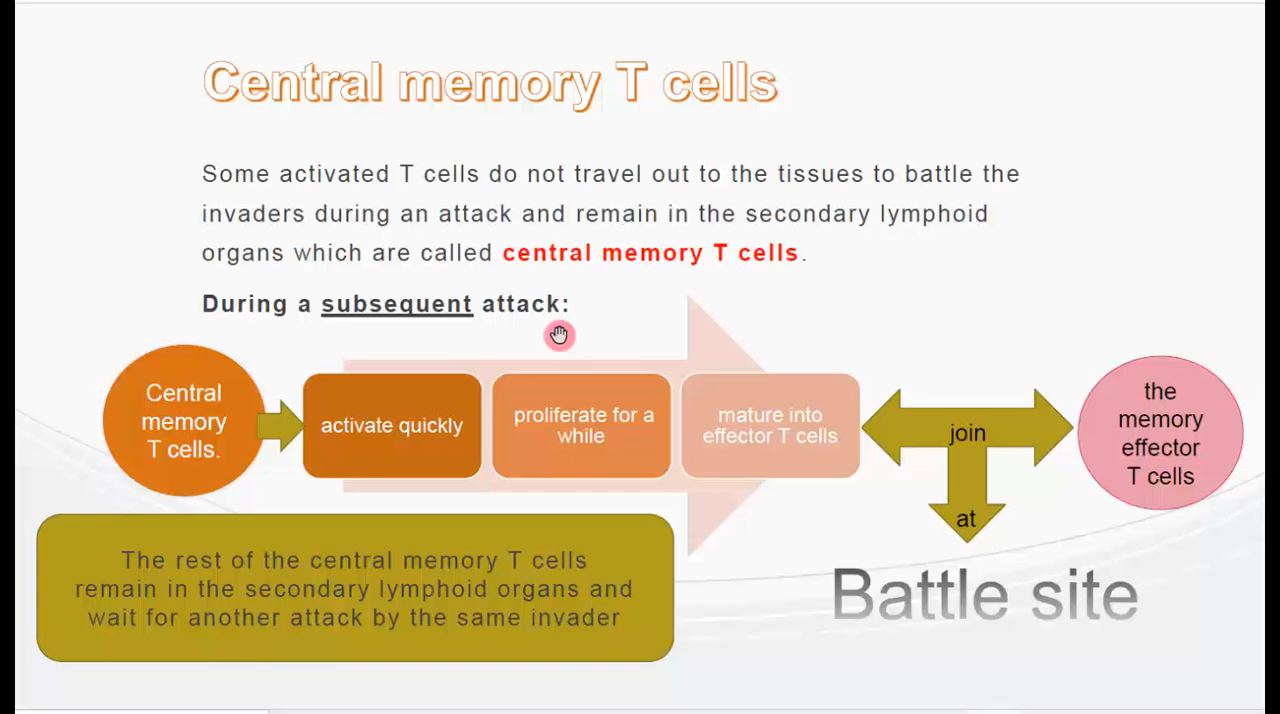 Central memory T cells
Some activated T cells do not travel out to the tissues to battle the
invaders during an attack and remain in the secondary lymphoid
organs which are called central memory T cells.
During a subsequent attack:
Central
memory
T cells.
activate quickly
proliferate for a
while
mature into
effector T cells
join
at
the
memory
effector
T cells
Battle site
The rest of the central memory T cells
remain in the secondary lymphoid organs and
wait for another attack by the same invader